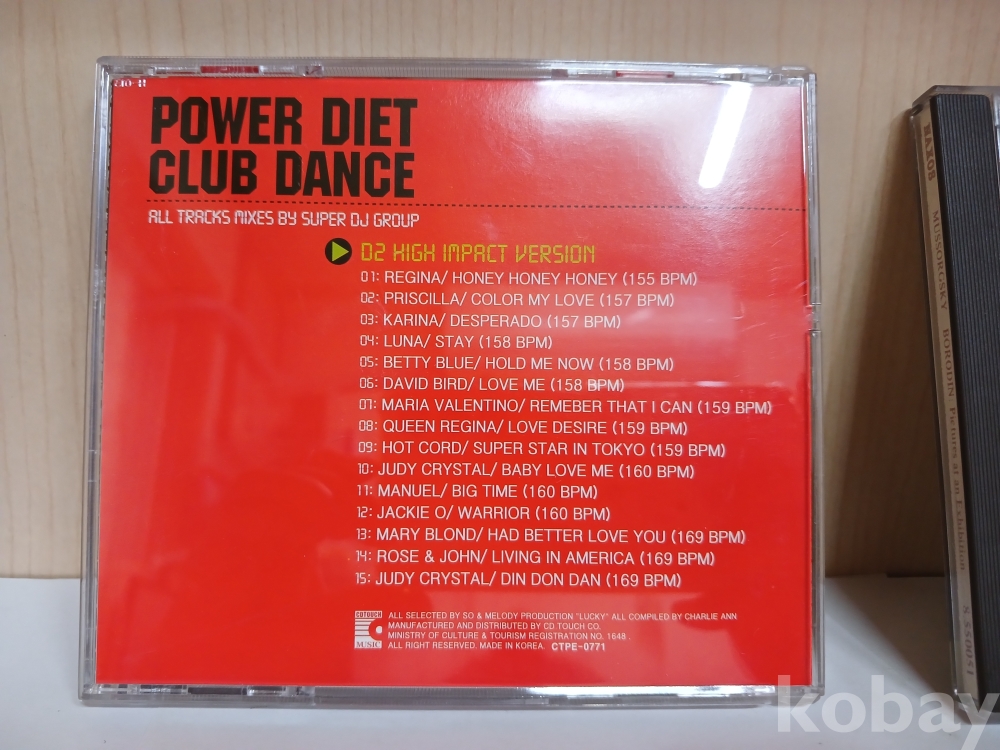 POWER DIET
CLUB DANCE
ALL TRACKS MIXES BY SUPER DJ GROUP
02 HIGH IMPACT VERSION
01: REGINA/ HONEY HONEY HONEY (155 BPM)
02: PRISCILLA/ COLOR MY LOVE (157 BPM)
03: KARINA/ DESPERADO (157 BPM)
04: LUNA/ STAY (158 BPM)
05: BETTY BLUE/ HOLD ME NOW (158 BPM)
06: DAVID BIRD/ LOVE ME (158 BPM)
07: MARIA VALENTINO/ REMEBER THAT I CAN (159 BPM)
08: QUEEN REGINA/ LOVE DESIRE (159 BPM)
09: HOT CORD/ SUPER STAR IN TOKYO (159 BPM)
10: JUDY CRYSTAL/ BABY LOVE ME (160 BPM)
11: MANUEL/ BIG TIME (160 BPM)
12: JACKIE O/ WARRIOR (160 BPM)
13: MARY BLOND/ HAD BETTER LOVE YOU (169 BPM)
14: ROSE & JOHN/ LIVING IN AMERICA (169 BPM)
15: JUDY CRYSTAL/ DIN DON DAN (169 BPM)
CDTOUCH
MUSIC
ALL SELECTED BY SO & MELODY PRODUCTION "LUCKY" ALL COMPILED BY CHARLIE ANN
MANUFACTURED AND DISTRIBUTED BY CD TOUCH CO.
MINISTRY OF CULTURE & TOURISM REGISTRATION NO. 1648 .
ALL RIGHT RESERVED. MADE IN KOREA. CTPE-0771
MUSSORGSKY BORODIN Pictures at an Exhibition
kobay